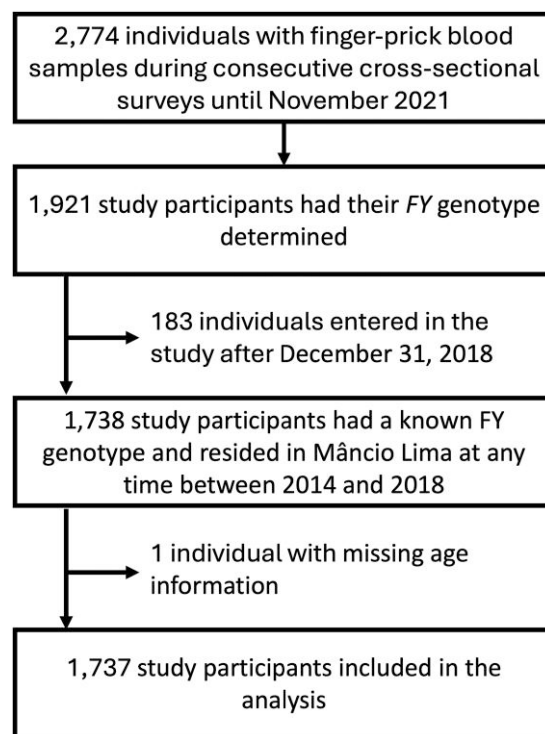 2,774 individuals with finger-prick blood
samples during consecutive cross-sectional
surveys until November 2021
1,921 study participants had their FY genotype
determined
183 individuals entered in the
study after December 31, 2018
1,738 study participants had a known FY
genotype and resided in Mâncio Lima at any
time between 2014 and 2018
1 individual with missing age
information
1,737 study participants included in the
analysis